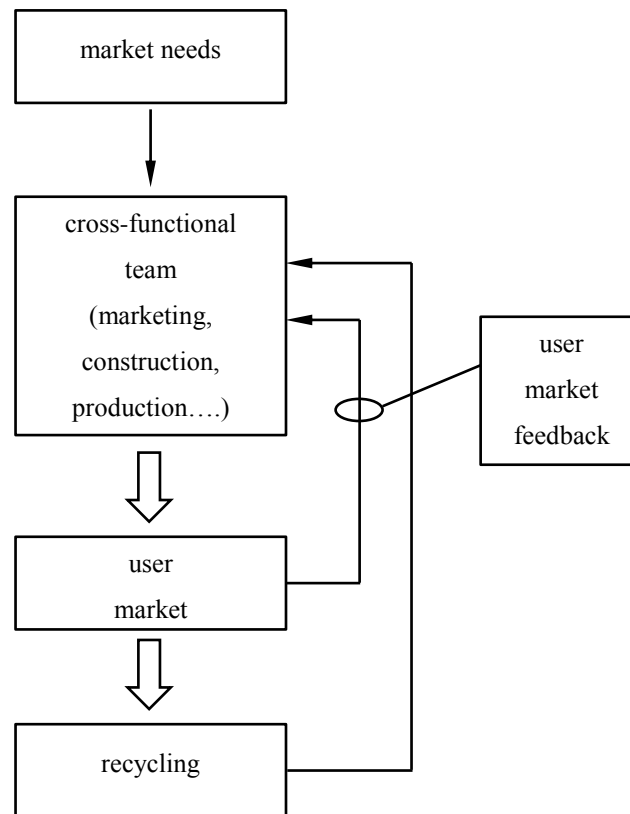 market needs
cross-functional
team
(marketing,
construction,
production….)
user
market
feedback
user
market
recycling